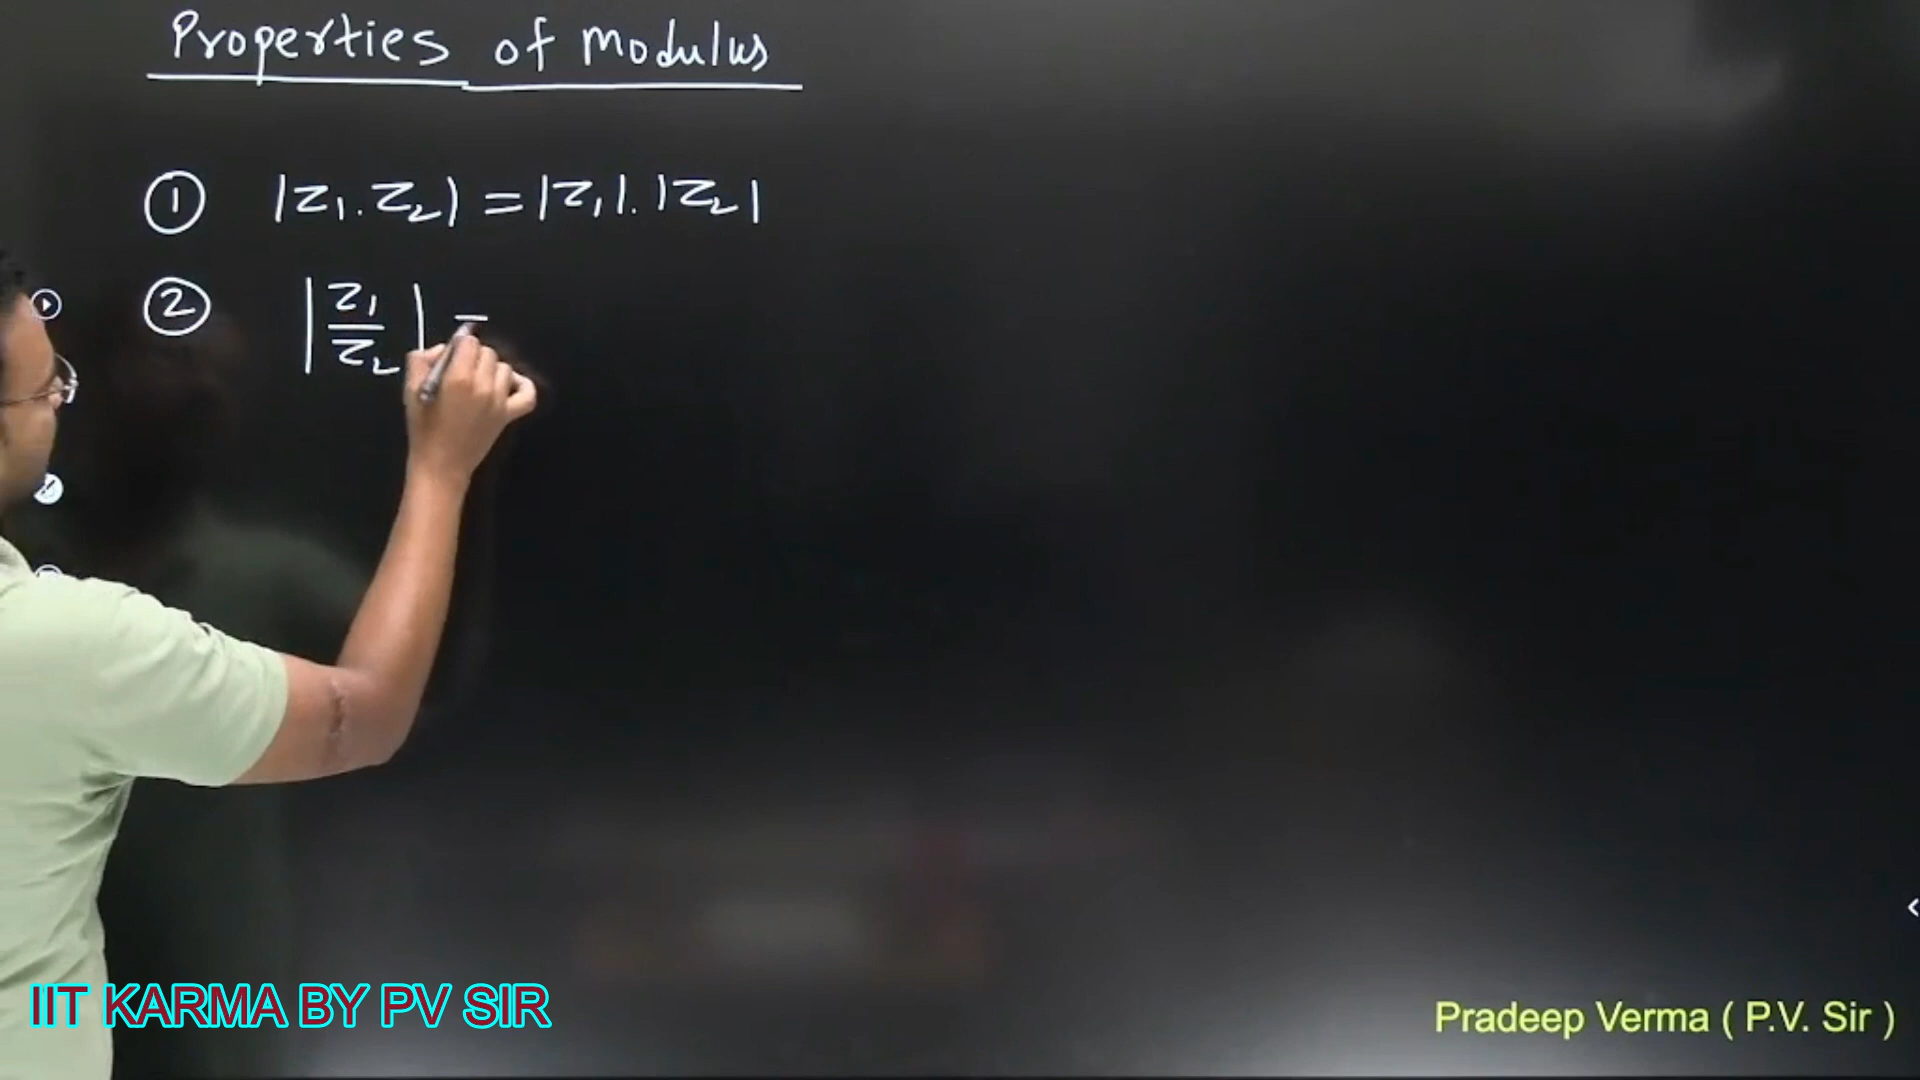 Properties of Modulus
① |z₁.z₂| = |z₁|.|z₂|
② |z₁/z₂| =
IIT KARMA BY PV SIR
Pradeep Verma ( P.V. Sir )